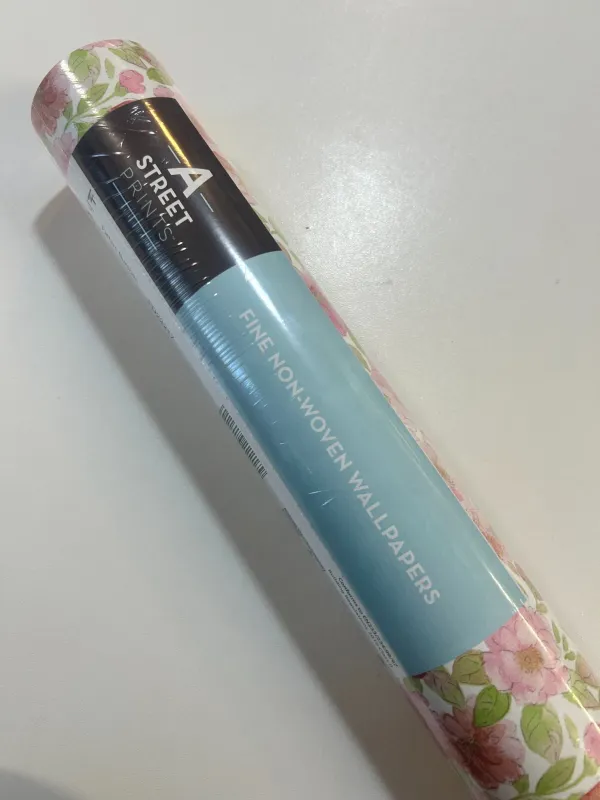 A
STREET
PRINTS
FINE NON-WOVEN WALLPAPERS